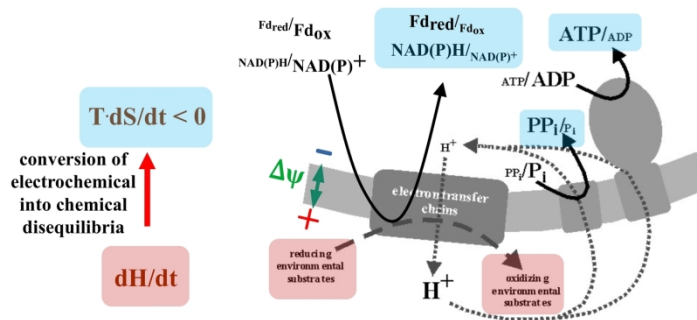 T·dS/dt < 0
conversion of
electrochemical
into chemical
disequilibria
dH/dt
Fdred/Fdox
NAD(P)H/NAD(P)+
Fdred/Fdox
NAD(P)H/NAD(P)+
ATP/ADP
ATP/ADP
PPi/Pi
PPi/Pi
H+
Δψ
−
+
electron transfer
chains
reducing
environmental
substrates
H+
oxidizing
environmental
substrates